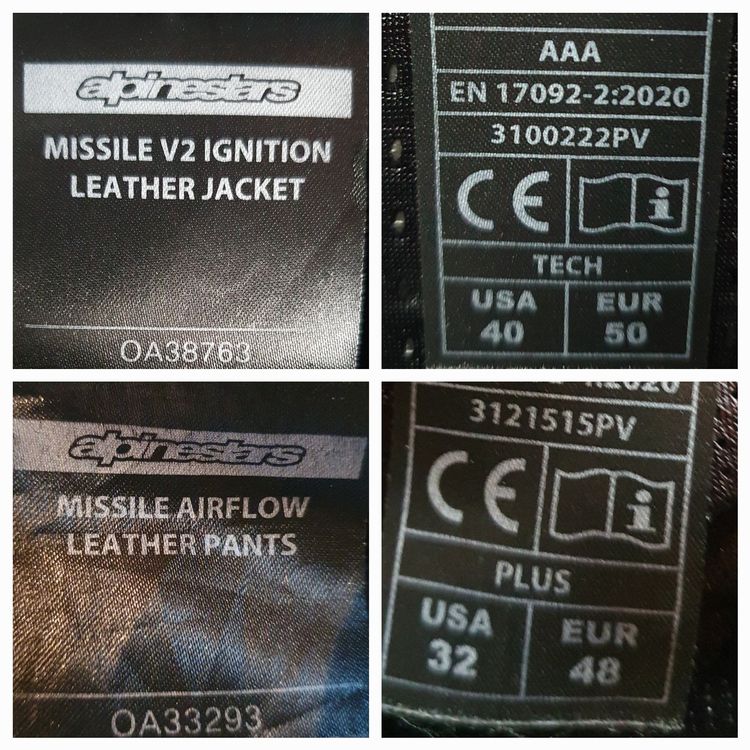 alpinestars
MISSILE V2 IGNITION
LEATHER JACKET
OA38763
AAA
EN 17092-2:2020
3100222PV
CE i
TECH
USA EUR
40 50
alpinestars
MISSILE AIRFLOW
LEATHER PANTS
OA33293
3121515PV
CE i
PLUS
USA EUR
32 48